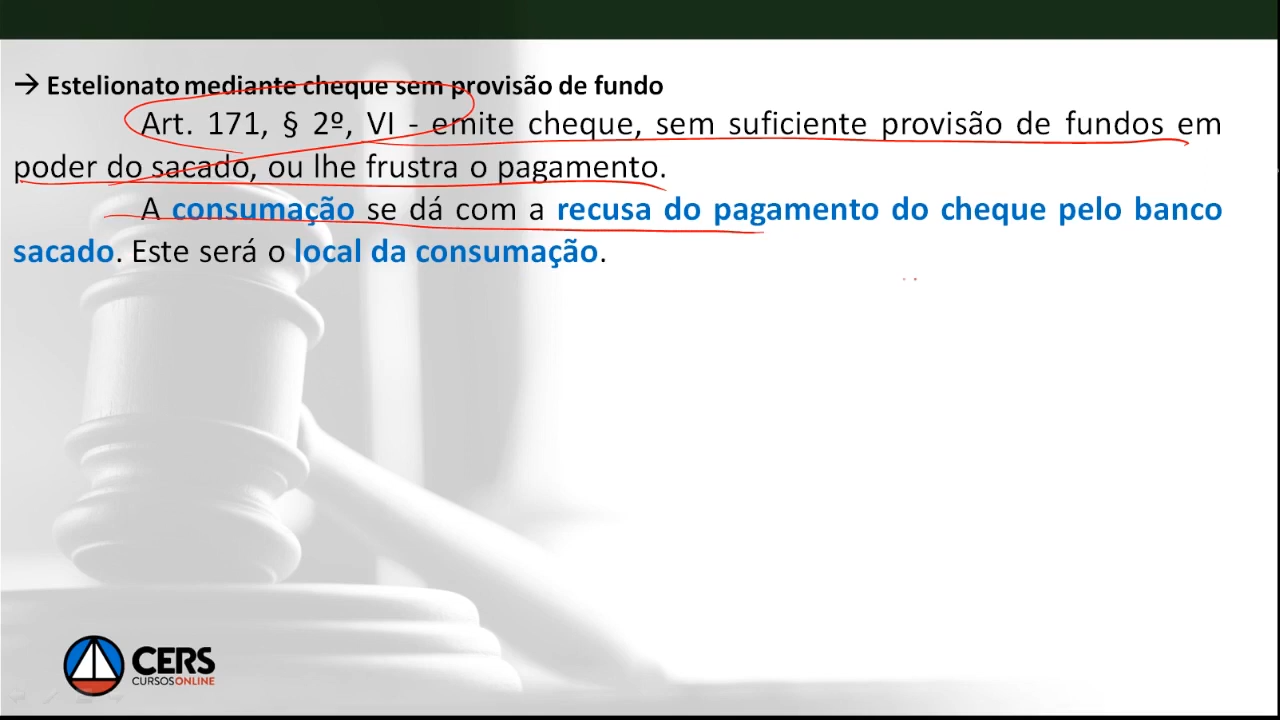 → Estelionato mediante cheque sem provisão de fundo
Art. 171, § 2º, VI - emite cheque, sem suficiente provisão de fundos em
poder do sacado, ou lhe frustra o pagamento.
A consumação se dá com a recusa do pagamento do cheque pelo banco
sacado. Este será o local da consumação.
CERS
CURSOS ONLINE